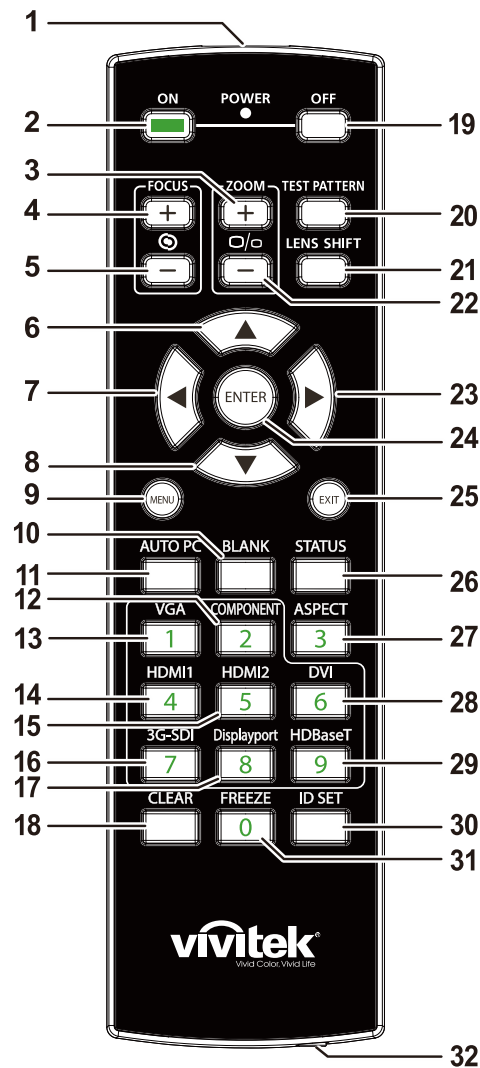 1
ON POWER OFF
2 19
3
FOCUS ZOOM TEST PATTERN
4 + + 20
LENS SHIFT
5 − − 21
22
6
7 ENTER 23
24
8
9 MENU EXIT 25
10
AUTO PC BLANK STATUS
11 26
12
VGA COMPONENT ASPECT
13 1 2 3 27
HDMI1 HDMI2 DVI
14 4 5 6 28
15
3G-SDI Displayport HDBaseT
16 7 8 9 29
17
CLEAR FREEZE ID SET
18 0 30
31
vivitek®
Vivid Color, Vivid Life
32